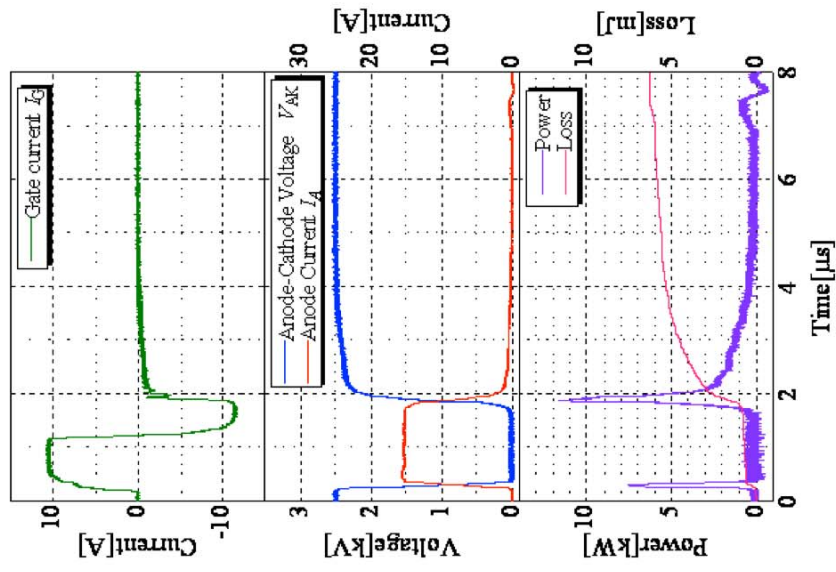 Current[A]
10
0
-10
Gate current I_G
Voltage[kV]
3
2
1
0
Anode-Cathode Voltage V_AK
Anode Current I_A
Current[A]
30
20
10
0
Power[kW]
10
5
0
Power
Loss
Loss[mJ]
10
5
0
0
2
4
6
8
Time[μs]